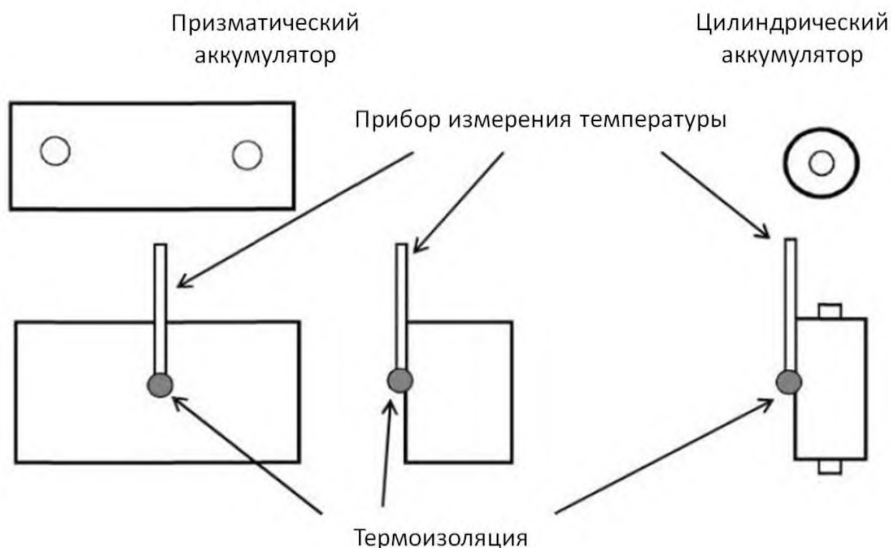 Призматический
аккумулятор
Цилиндрический
аккумулятор
Прибор измерения температуры
Термоизоляция